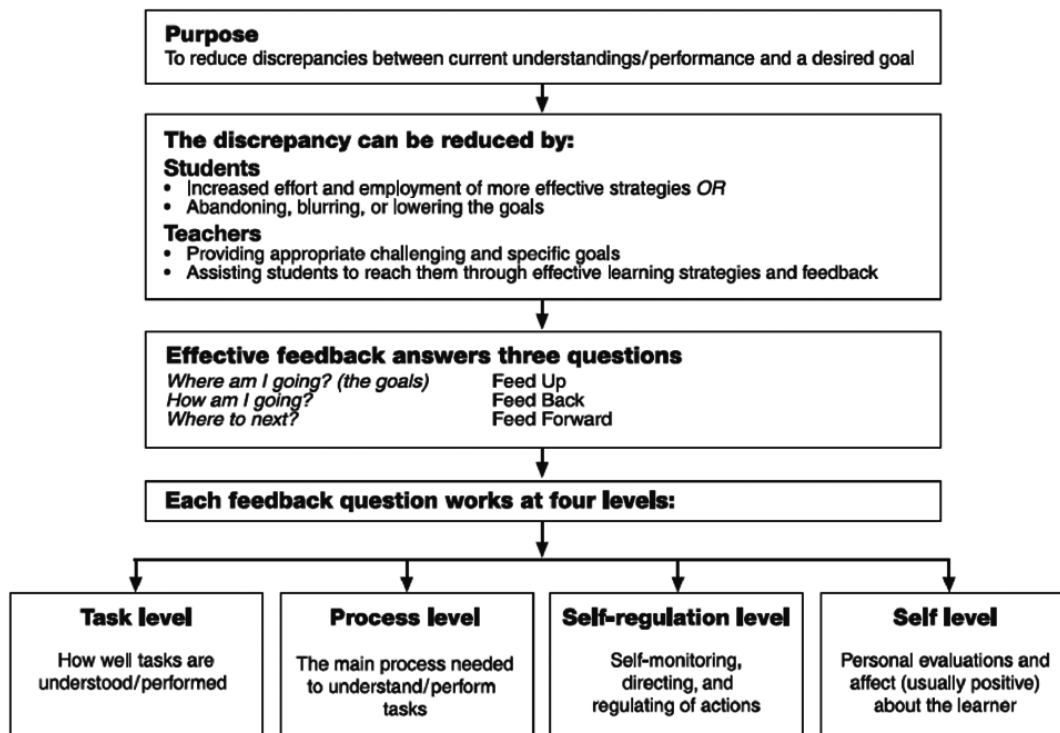 Purpose
To reduce discrepancies between current understandings/performance and a desired goal
The discrepancy can be reduced by:
Students
• Increased effort and employment of more effective strategies OR
• Abandoning, blurring, or lowering the goals
Teachers
• Providing appropriate challenging and specific goals
• Assisting students to reach them through effective learning strategies and feedback
Effective feedback answers three questions
Where am I going? (the goals) Feed Up
How am I going? Feed Back
Where to next? Feed Forward
Each feedback question works at four levels:
Task level
How well tasks are
understood/performed
Process level
The main process needed
to understand/perform
tasks
Self-regulation level
Self-monitoring,
directing, and
regulating of actions
Self level
Personal evaluations and
affect (usually positive)
about the learner